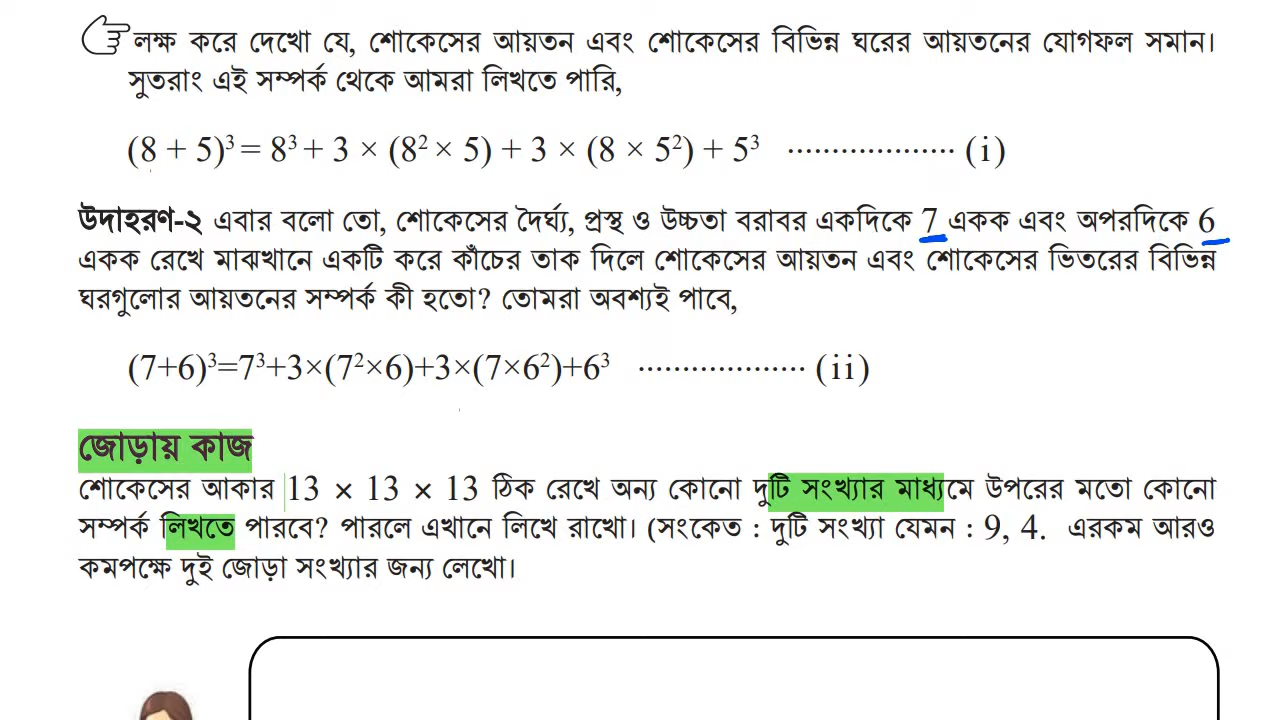 লক্ষ করে দেখো যে, শোকেসের আয়তন এবং শোকেসের বিভিন্ন ঘরের আয়তনের যোগফল সমান।
সুতরাং এই সম্পর্ক থেকে আমরা লিখতে পারি,
(8 + 5)³ = 8³ + 3 × (8² × 5) + 3 × (8 × 5²) + 5³ ................... (i)
উদাহরণ-২ এবার বলো তো, শোকেসের দৈর্ঘ্য, প্রস্থ ও উচ্চতা বরাবর একদিকে 7 একক এবং অপরদিকে 6
একক রেখে মাঝখানে একটি করে কাঁচের তাক দিলে শোকেসের আয়তন এবং শোকেসের ভিতরের বিভিন্ন
ঘরগুলোর আয়তনের সম্পর্ক কী হতো? তোমরা অবশ্যই পাবে,
(7+6)³=7³+3×(7²×6)+3×(7×6²)+6³ ................... (ii)
জোড়ায় কাজ
শোকেসের আকার 13 × 13 × 13 ঠিক রেখে অন্য কোনো দুটি সংখ্যার মাধ্যমে উপরের মতো কোনো
সম্পর্ক লিখতে পারবে? পারলে এখানে লিখে রাখো। (সংকেত : দুটি সংখ্যা যেমন : 9, 4. এরকম আরও
কমপক্ষে দুই জোড়া সংখ্যার জন্য লেখো।